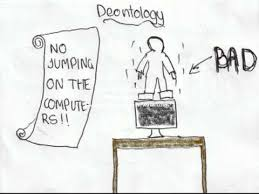 Deontology
NO
JUMPING
ON THE
COMPUTE-
RS!!
BAD